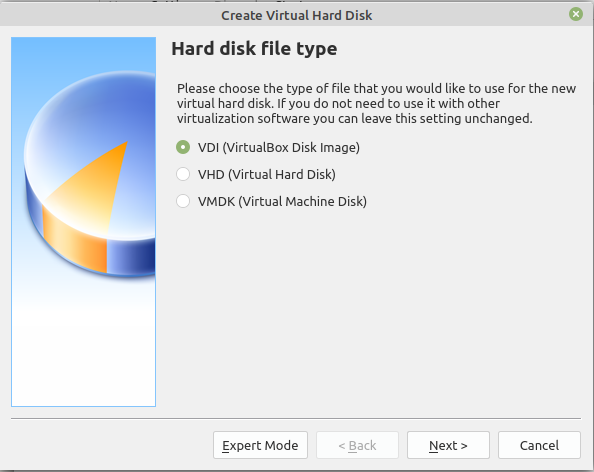 Create Virtual Hard Disk
Hard disk file type
Please choose the type of file that you would like to use for the new
virtual hard disk. If you do not need to use it with other
virtualization software you can leave this setting unchanged.
VDI (VirtualBox Disk Image)
VHD (Virtual Hard Disk)
VMDK (Virtual Machine Disk)
Expert Mode
< Back
Next >
Cancel